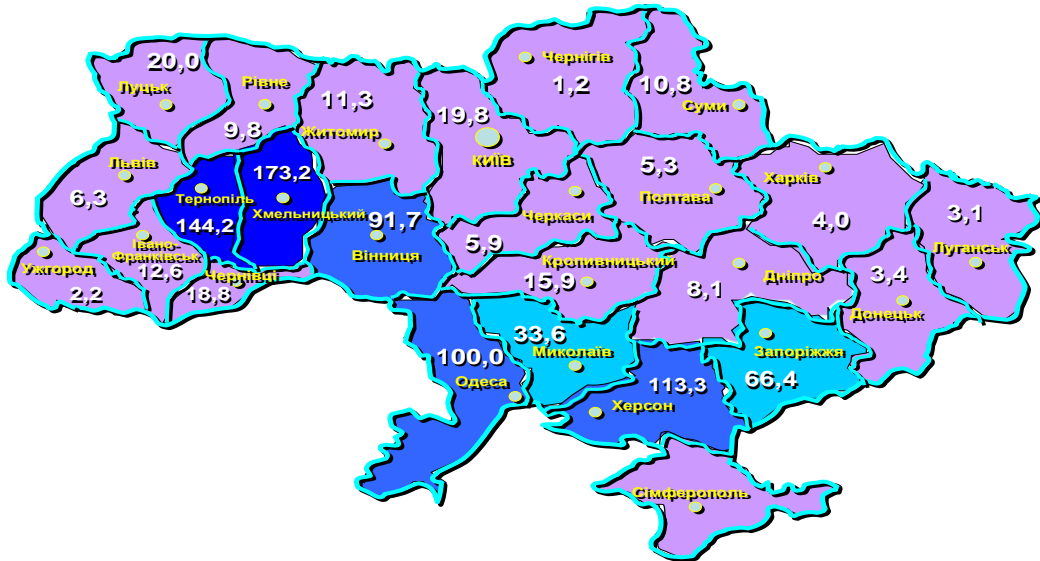 20,0
Луцьк
Рівне
9,8
11,3
Житомир
19,8
КИЇВ
Чернігів
1,2
10,8
Суми
Львів
6,3
Тернопіль
144,2
173,2
Хмельницький
91,7
Вінниця
Черкаси
5,9
5,3
Полтава
Харків
4,0
3,1
Луганськ
Ужгород
2,2
Івано-
Франківськ
12,6
Чернівці
18,8
Кропивницький
15,9
Дніпро
8,1
3,4
Донецьк
100,0
Одеса
33,6
Миколаїв
113,3
Херсон
Запоріжжя
66,4
Сімферополь